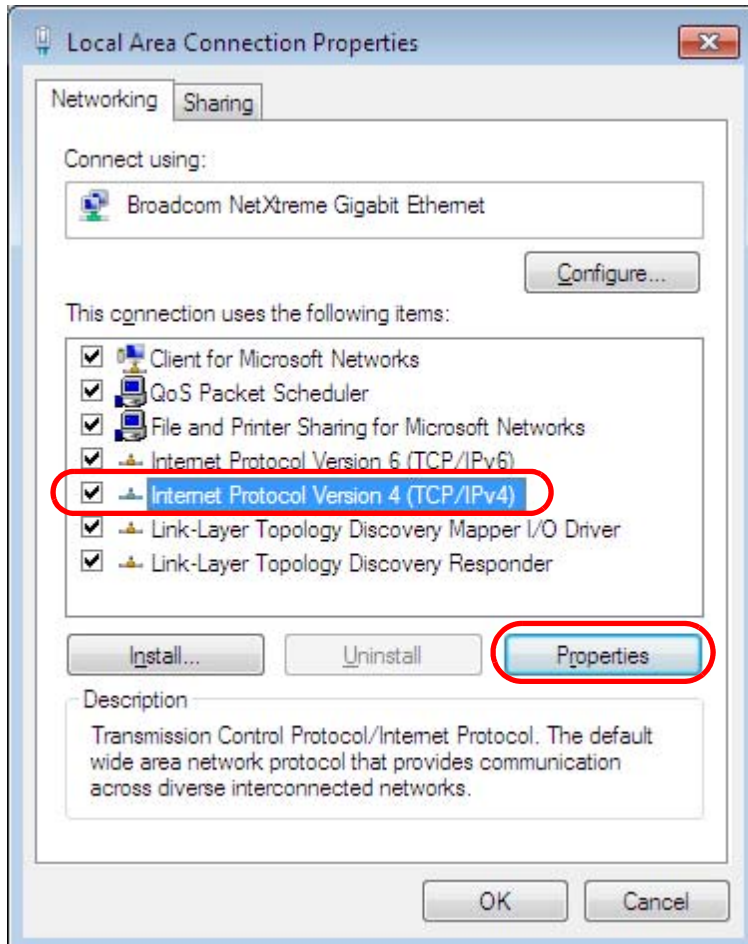 Local Area Connection Properties
Networking
Sharing
Connect using:
Broadcom NetXtreme Gigabit Ethernet
Configure...
This connection uses the following items:
Client for Microsoft Networks
QoS Packet Scheduler
File and Printer Sharing for Microsoft Networks
Internet Protocol Version 6 (TCP/IPv6)
Internet Protocol Version 4 (TCP/IPv4)
Link-Layer Topology Discovery Mapper I/O Driver
Link-Layer Topology Discovery Responder
Install...
Uninstall
Properties
Description
Transmission Control Protocol/Internet Protocol. The default
wide area network protocol that provides communication
across diverse interconnected networks.
OK
Cancel